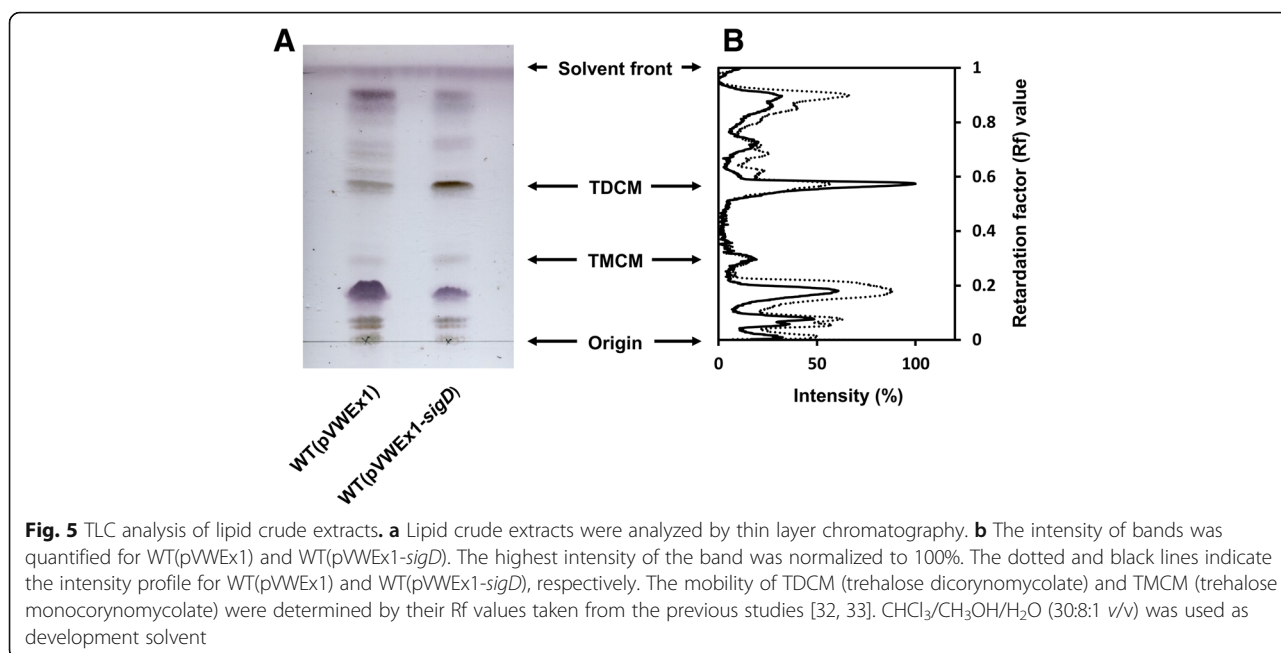 A
B
Solvent front
TDCM
TMCM
Origin
WT(pVWEx1)
WT(pVWEx1-sigD)
1
0.8
0.6
0.4
0.2
0
Retardation factor (Rf) value
0
50
100
Intensity (%)
Fig. 5 TLC analysis of lipid crude extracts. a Lipid crude extracts were analyzed by thin layer chromatography. b The intensity of bands was
quantified for WT(pVWEx1) and WT(pVWEx1-sigD). The highest intensity of the band was normalized to 100%. The dotted and black lines indicate
the intensity profile for WT(pVWEx1) and WT(pVWEx1-sigD), respectively. The mobility of TDCM (trehalose dicorynomycolate) and TMCM (trehalose
monocorynomycolate) were determined by their Rf values taken from the previous studies [32, 33]. CHCl₃/CH₃OH/H₂O (30:8:1 v/v) was used as
development solvent